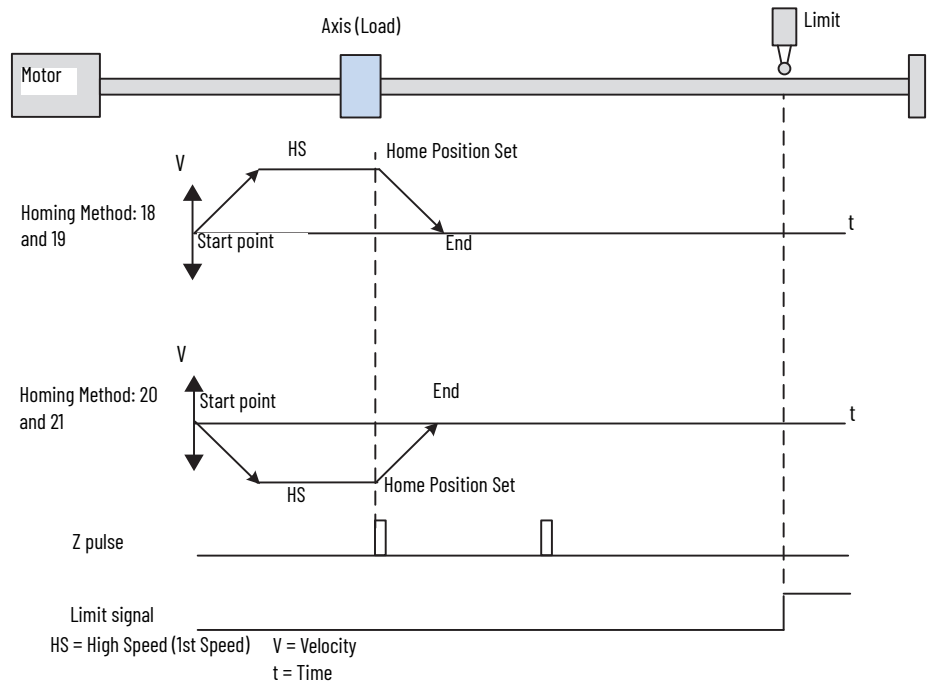 Axis (Load)
Limit
Motor
HS
Home Position Set
V
Homing Method: 18
and 19
t
Start point
End
V
Homing Method: 20
and 21
Start point
End
t
HS
Home Position Set
Z pulse
Limit signal
HS = High Speed (1st Speed)
V = Velocity
t = Time